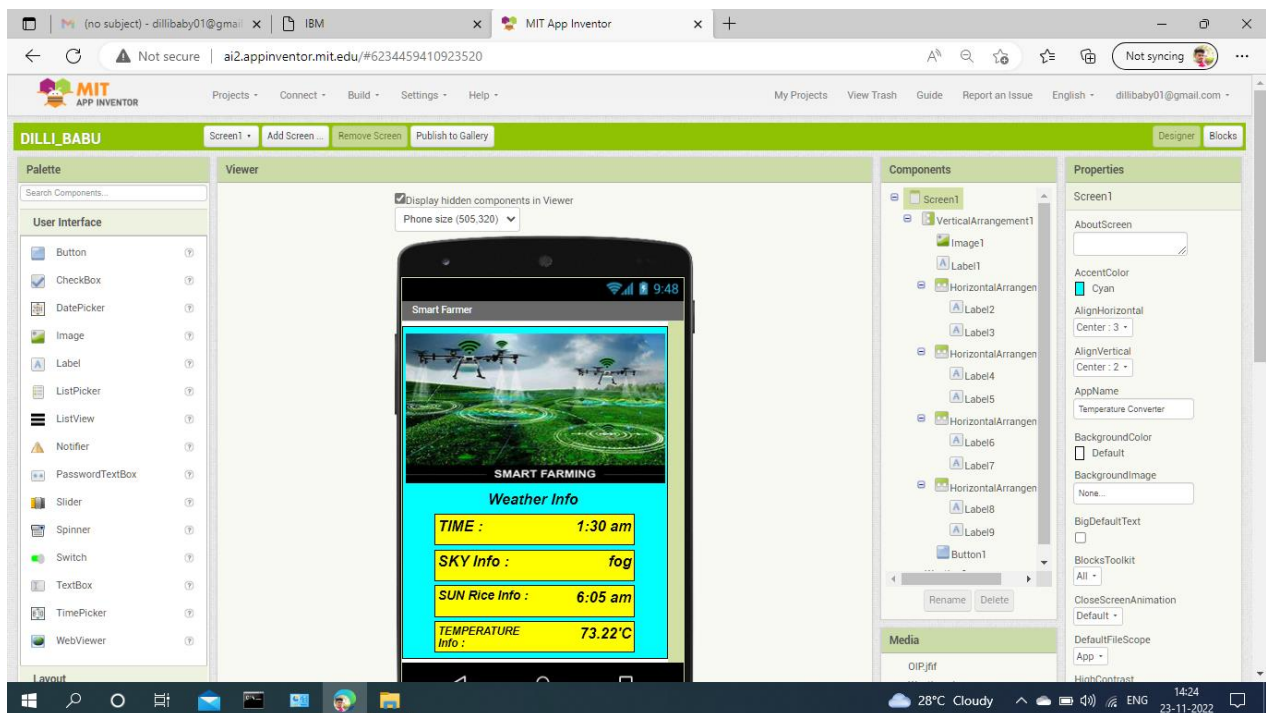 (no subject) - dillibaby01@gmail
IBM
MIT App Inventor
Not secure
ai2.appinventor.mit.edu/#6234459410923520
Not syncing
MIT
APP INVENTOR
Projects
Connect
Build
Settings
Help
My Projects
View Trash
Guide
Report an Issue
English
dillibaby01@gmail.com
DILLI_BABU
Screen1
Add Screen ...
Remove Screen
Publish to Gallery
Designer
Blocks
Palette
Search Components...
User Interface
Button
CheckBox
DatePicker
Image
Label
ListPicker
ListView
Notifier
PasswordTextBox
Slider
Spinner
Switch
TextBox
TimePicker
WebViewer
Layout
Viewer
Display hidden components in Viewer
Phone size (505,320)
9:48
Smart Farmer
SMART FARMING
Weather Info
TIME : 1:30 am
SKY Info : fog
SUN Rice Info : 6:05 am
TEMPERATURE
Info : 73.22'C
Components
Screen1
VerticalArrangement1
Image1
Label1
HorizontalArrangen
Label2
Label3
HorizontalArrangen
Label4
Label5
HorizontalArrangen
Label6
Label7
HorizontalArrangen
Label8
Label9
Button1
Rename
Delete
Media
OIP.jfif
Properties
Screen1
AboutScreen
AccentColor
Cyan
AlignHorizontal
Center : 3
AlignVertical
Center : 2
AppName
Temperature Converter
BackgroundColor
Default
BackgroundImage
None...
BigDefaultText
BlocksToolkit
All
CloseScreenAnimation
Default
DefaultFileScope
App
HighContrast
28°C Cloudy
ENG
14:24
23-11-2022